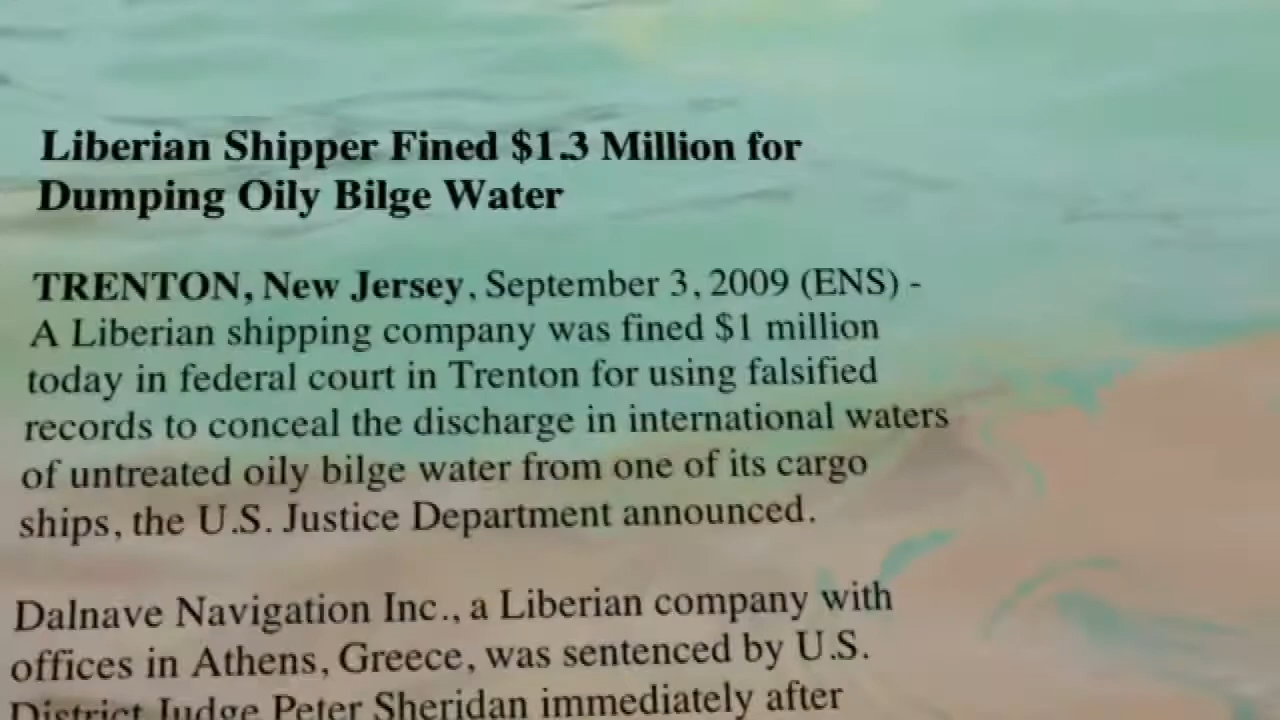 Liberian Shipper Fined $1.3 Million for
Dumping Oily Bilge Water
TRENTON, New Jersey, September 3, 2009 (ENS) -
A Liberian shipping company was fined $1 million
today in federal court in Trenton for using falsified
records to conceal the discharge in international waters
of untreated oily bilge water from one of its cargo
ships, the U.S. Justice Department announced.
Dalnave Navigation Inc., a Liberian company with
offices in Athens, Greece, was sentenced by U.S.
District Judge Peter Sheridan immediately after